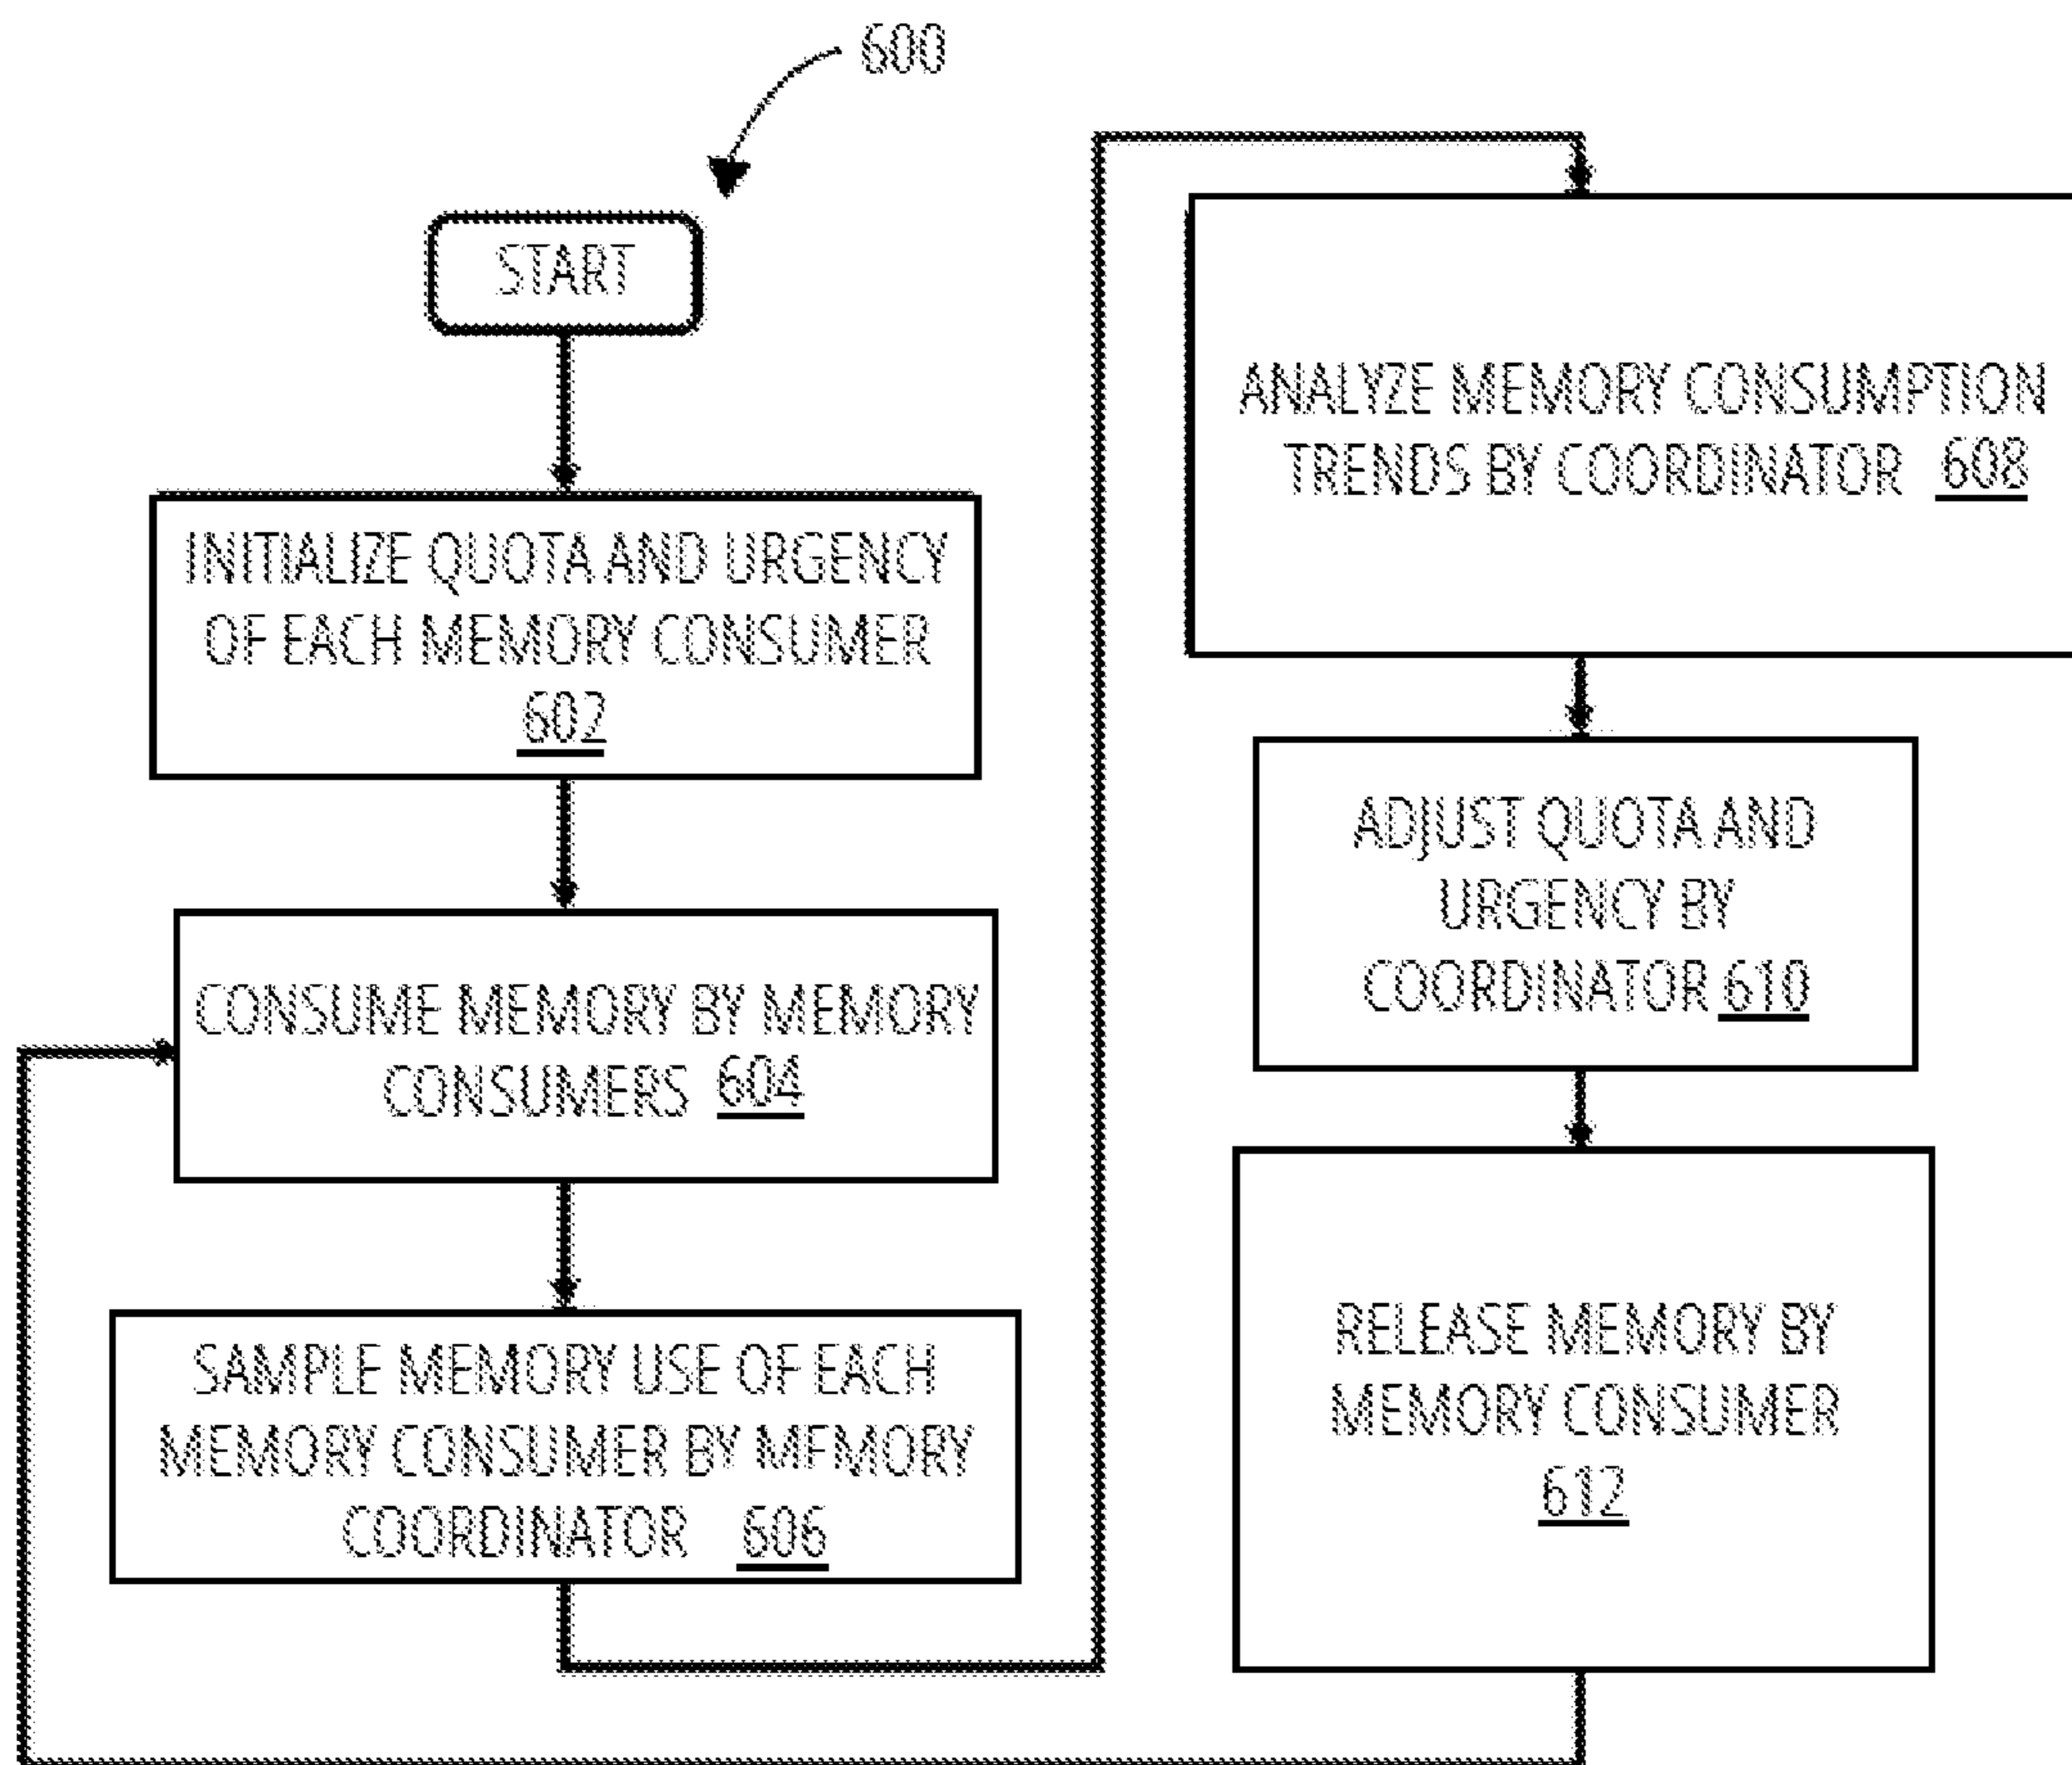 600
START
INITIALIZE QUOTA AND URGENCY
OF EACH MEMORY CONSUMER
602
CONSUME MEMORY BY MEMORY
CONSUMERS 604
SAMPLE MEMORY USE OF EACH
MEMORY CONSUMER BY MEMORY
COORDINATOR 606
ANALYZE MEMORY CONSUMPTION
TRENDS BY COORDINATOR 608
ADJUST QUOTA AND
URGENCY BY
COORDINATOR 610
RELEASE MEMORY BY
MEMORY CONSUMER
612